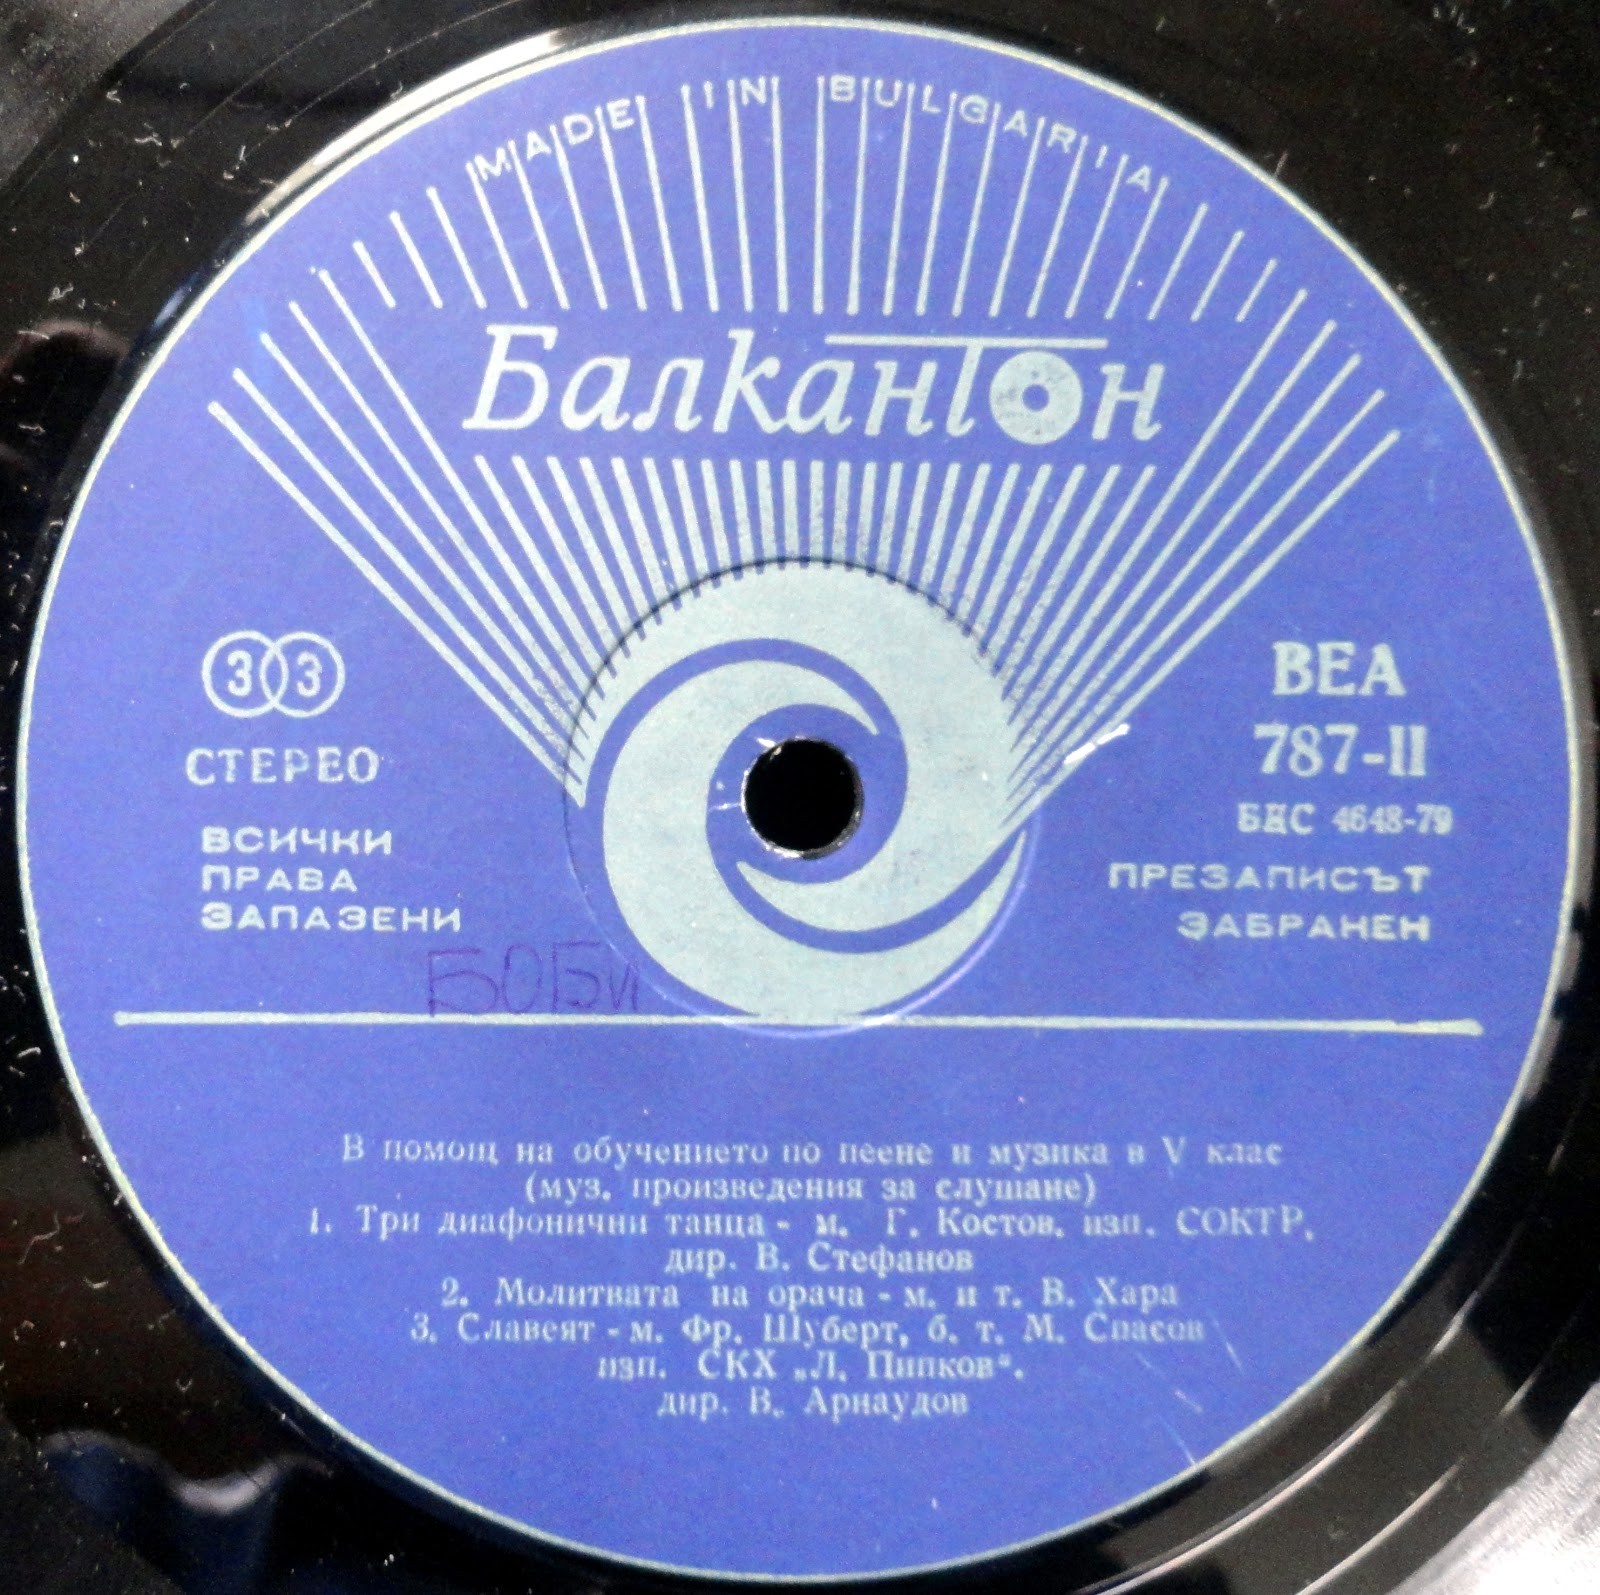 MADE IN BULGARIA
Балкантон
33
СТЕРЕО
ВСИЧКИ
ПРАВА
ЗАПАЗЕНИ
ВЕА
787-II
БДС 4648-79
ПРЕЗАПИСЪТ
ЗАБРАНЕН
БОБИ
В помощ на обучението по пеене и музика в V клас
(муз. произведения за слушане)
1. Три диафонични танца - м. Г. Костов, изп. СОКТР,
дир. В. Стефанов
2. Молитвата на орача - м. и т. В. Хара
3. Славеят - м. Фр. Шуберт, б. т. М. Спасов
изп. СКХ „Л. Пипков“.
дир. В. Арнаудов